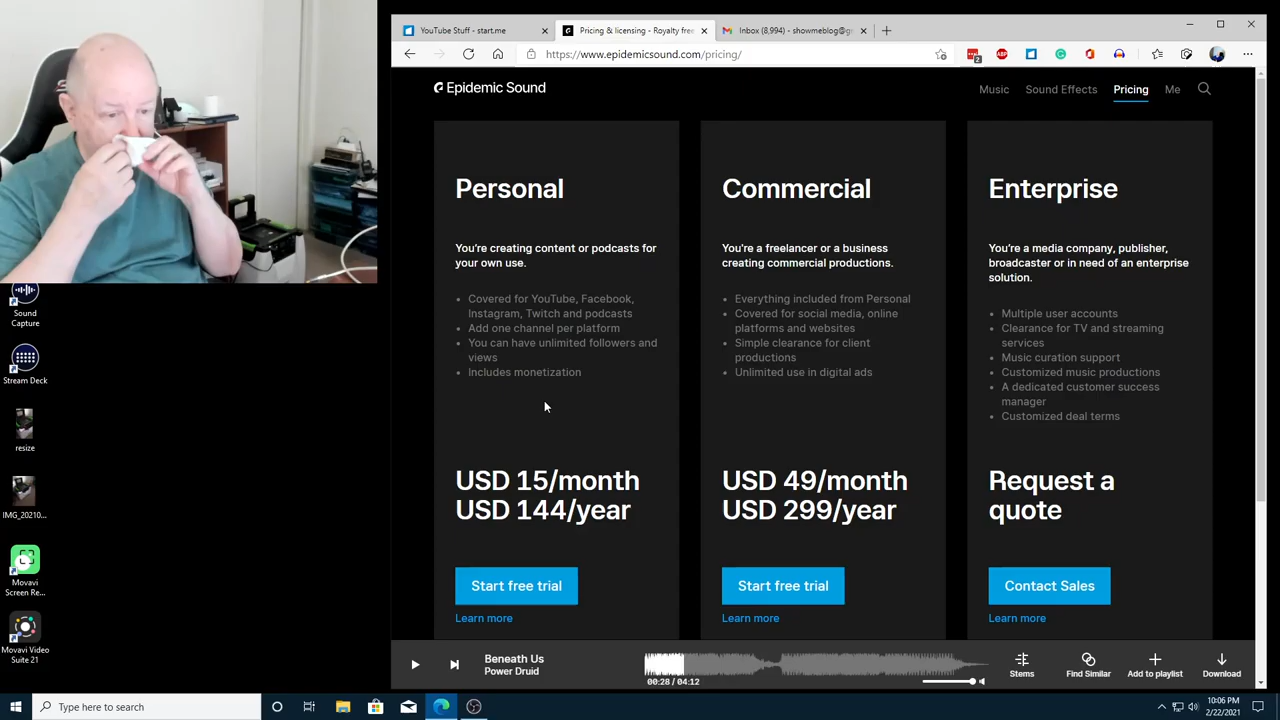 YouTube Stuff - start.me
Pricing & licensing - Royalty free
Inbox (8,994) - showmeblog@g
https://www.epidemicsound.com/pricing/
ABP
2
Epidemic Sound
Music
Sound Effects
Pricing
Me
Personal
You're creating content or podcasts for
your own use.
• Covered for YouTube, Facebook,
Instagram, Twitch and podcasts
• Add one channel per platform
• You can have unlimited followers and
views
• Includes monetization
USD 15/month
USD 144/year
Start free trial
Learn more
Commercial
You're a freelancer or a business
creating commercial productions.
• Everything included from Personal
• Covered for social media, online
platforms and websites
• Simple clearance for client
productions
• Unlimited use in digital ads
USD 49/month
USD 299/year
Start free trial
Learn more
Enterprise
You're a media company, publisher,
broadcaster or in need of an enterprise
solution.
• Multiple user accounts
• Clearance for TV and streaming
services
• Music curation support
• Customized music productions
• A dedicated customer success
manager
• Customized deal terms
Request a
quote
Contact Sales
Learn more
Beneath Us
Power Druid
00:28 / 04:12
Stems
Find Similar
Add to playlist
Download
Sound
Capture
Stream Deck
resize
IMG_20210...
Movavi
Screen Re...
Movavi Video
Suite 21
Type here to search
10:06 PM
2/22/2021